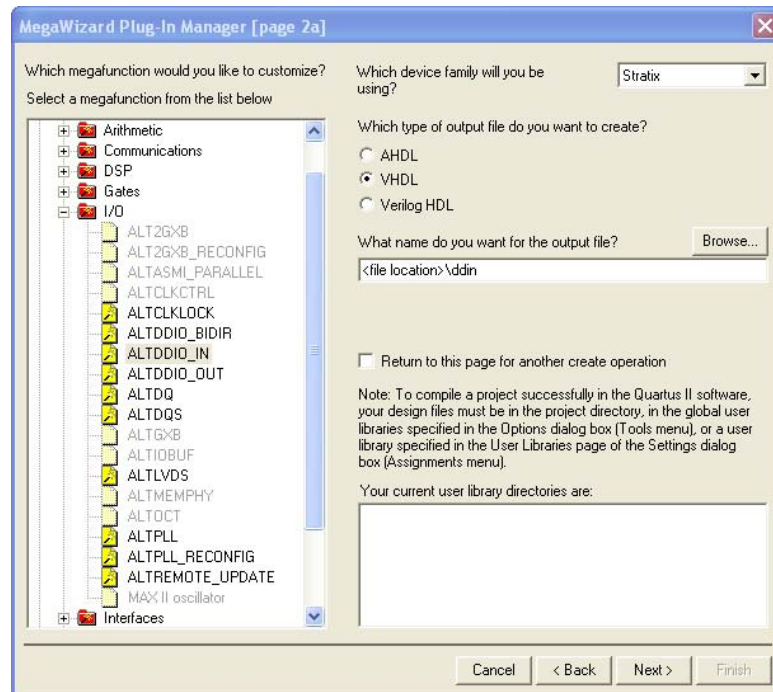 MegaWizard Plug-In Manager [page 2a]
Which megafunction would you like to customize?
Select a megafunction from the list below
Arithmetic
Communications
DSP
Gates
I/O
ALT2GXB
ALT2GXB_RECONFIG
ALTASMI_PARALLEL
ALTCLKCTRL
ALTCLKLOCK
ALTDDIO_BIDIR
ALTDDIO_IN
ALTDDIO_OUT
ALTDQ
ALTDQS
ALTGXB
ALTIOBUF
ALTLVDS
ALTMEMPHY
ALTOCT
ALTPLL
ALTPLL_RECONFIG
ALTREMOTE_UPDATE
MAX II oscillator
Interfaces
Which device family will you be
using?
Stratix
Which type of output file do you want to create?
AHDL
VHDL
Verilog HDL
What name do you want for the output file?
Browse...
<file location>\ddin
Return to this page for another create operation
Note: To compile a project successfully in the Quartus II software,
your design files must be in the project directory, in the global user
libraries specified in the Options dialog box (Tools menu), or a user
library specified in the User Libraries page of the Settings dialog
box (Assignments menu).
Your current user library directories are:
Cancel
< Back
Next >
Finish